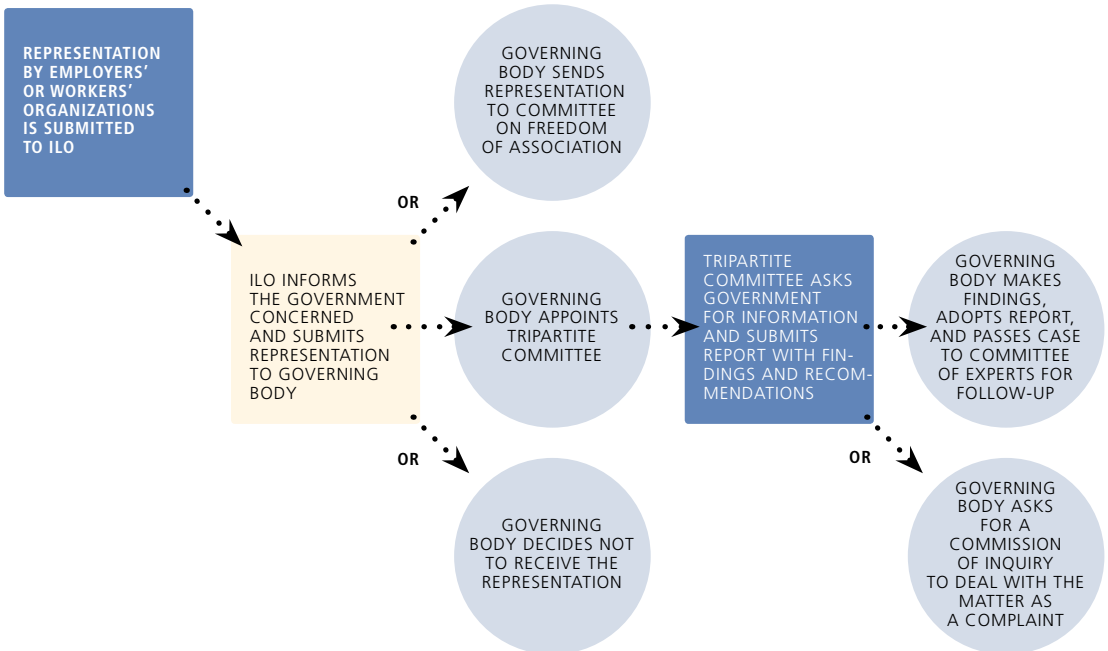 REPRESENTATION
BY EMPLOYERS’
OR WORKERS’
ORGANIZATIONS
IS SUBMITTED
TO ILO
GOVERNING
BODY SENDS
REPRESENTATION
TO COMMITTEE
ON FREEDOM
OF ASSOCIATION
OR
ILO INFORMS
THE GOVERNMENT
CONCERNED
AND SUBMITS
REPRESENTATION
TO GOVERNING
BODY
GOVERNING
BODY APPOINTS
TRIPARTITE
COMMITTEE
TRIPARTITE
COMMITTEE ASKS
GOVERNMENT
FOR INFORMATION
AND SUBMITS
REPORT WITH FIN-
DINGS AND RECOM-
MENDATIONS
GOVERNING
BODY MAKES
FINDINGS,
ADOPTS REPORT,
AND PASSES CASE
TO COMMITTEE
OF EXPERTS FOR
FOLLOW-UP
OR
GOVERNING
BODY DECIDES NOT
TO RECEIVE THE
REPRESENTATION
OR
GOVERNING
BODY ASKS
FOR A
COMMISSION
OF INQUIRY
TO DEAL WITH THE
MATTER AS
A COMPLAINT